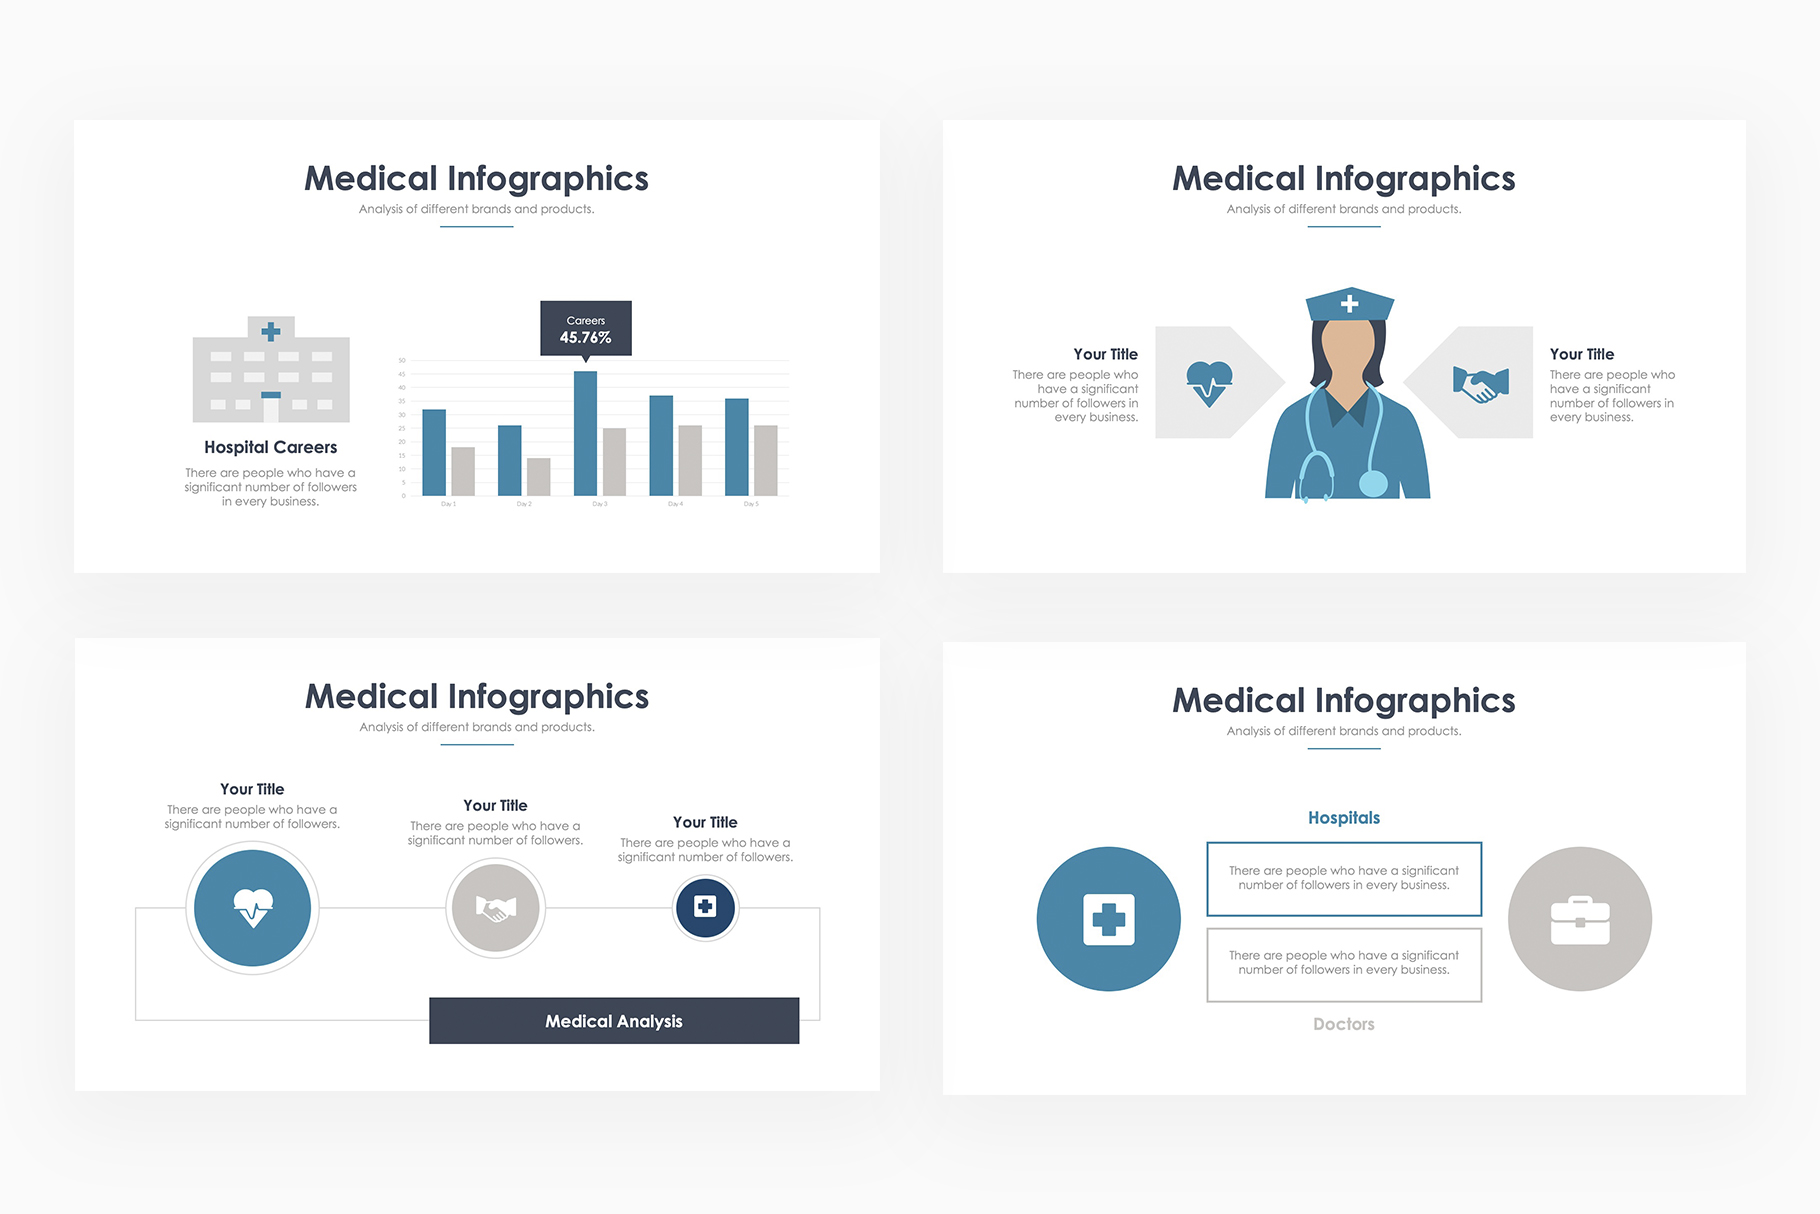 Medical Infographics
Analysis of different brands and products.
Hospital Careers
There are people who have a
significant number of followers
in every business.
Careers
45.76%
50
45
40
35
30
25
20
15
10
5
0
Day 1
Day 2
Day 3
Day 4
Day 5
Medical Infographics
Analysis of different brands and products.
Your Title
There are people who
have a significant
number of followers in
every business.
Your Title
There are people who
have a significant
number of followers in
every business.
Medical Infographics
Analysis of different brands and products.
Your Title
There are people who have a
significant number of followers.
Your Title
There are people who have a
significant number of followers.
Your Title
There are people who have a
significant number of followers.
Medical Analysis
Medical Infographics
Analysis of different brands and products.
Hospitals
There are people who have a significant
number of followers in every business.
There are people who have a significant
number of followers in every business.
Doctors